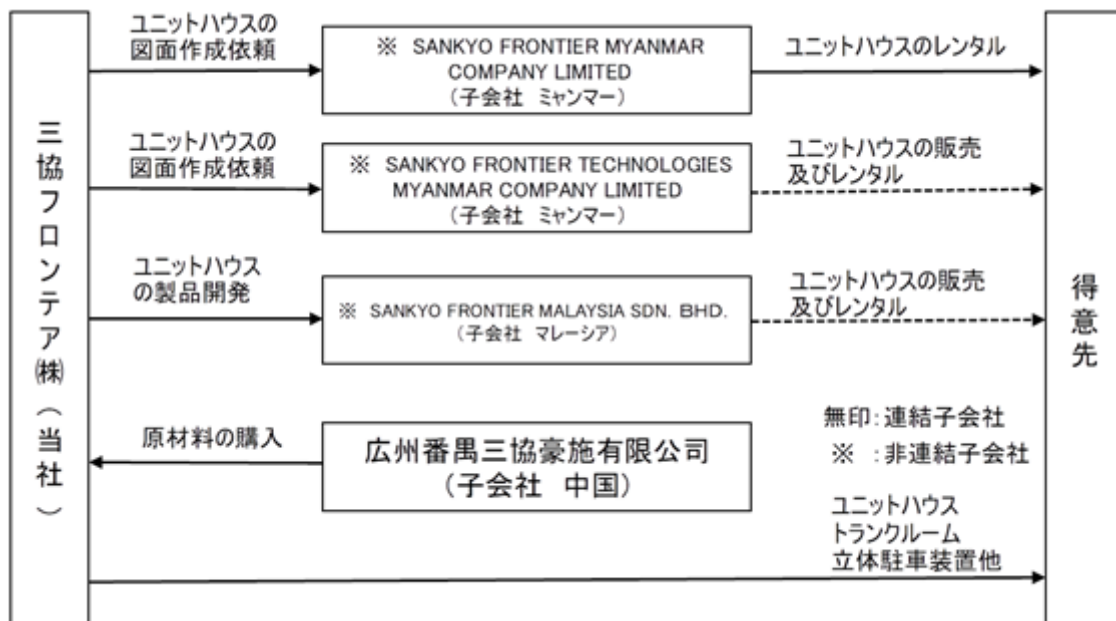 三協フロンテア㈱（当社）
ユニットハウスの
図面作成依頼
※ SANKYO FRONTIER MYANMAR
COMPANY LIMITED
（子会社 ミャンマー）
ユニットハウスのレンタル
ユニットハウスの
図面作成依頼
※ SANKYO FRONTIER TECHNOLOGIES
MYANMAR COMPANY LIMITED
（子会社 ミャンマー）
ユニットハウスの販売
及びレンタル
ユニットハウス
の製品開発
※ SANKYO FRONTIER MALAYSIA SDN. BHD.
（子会社 マレーシア）
ユニットハウスの販売
及びレンタル
原材料の購入
広州番禺三協豪施有限公司
（子会社 中国）
無印：連結子会社
※ ：非連結子会社
ユニットハウス
トランクルーム
立体駐車装置他
得意先